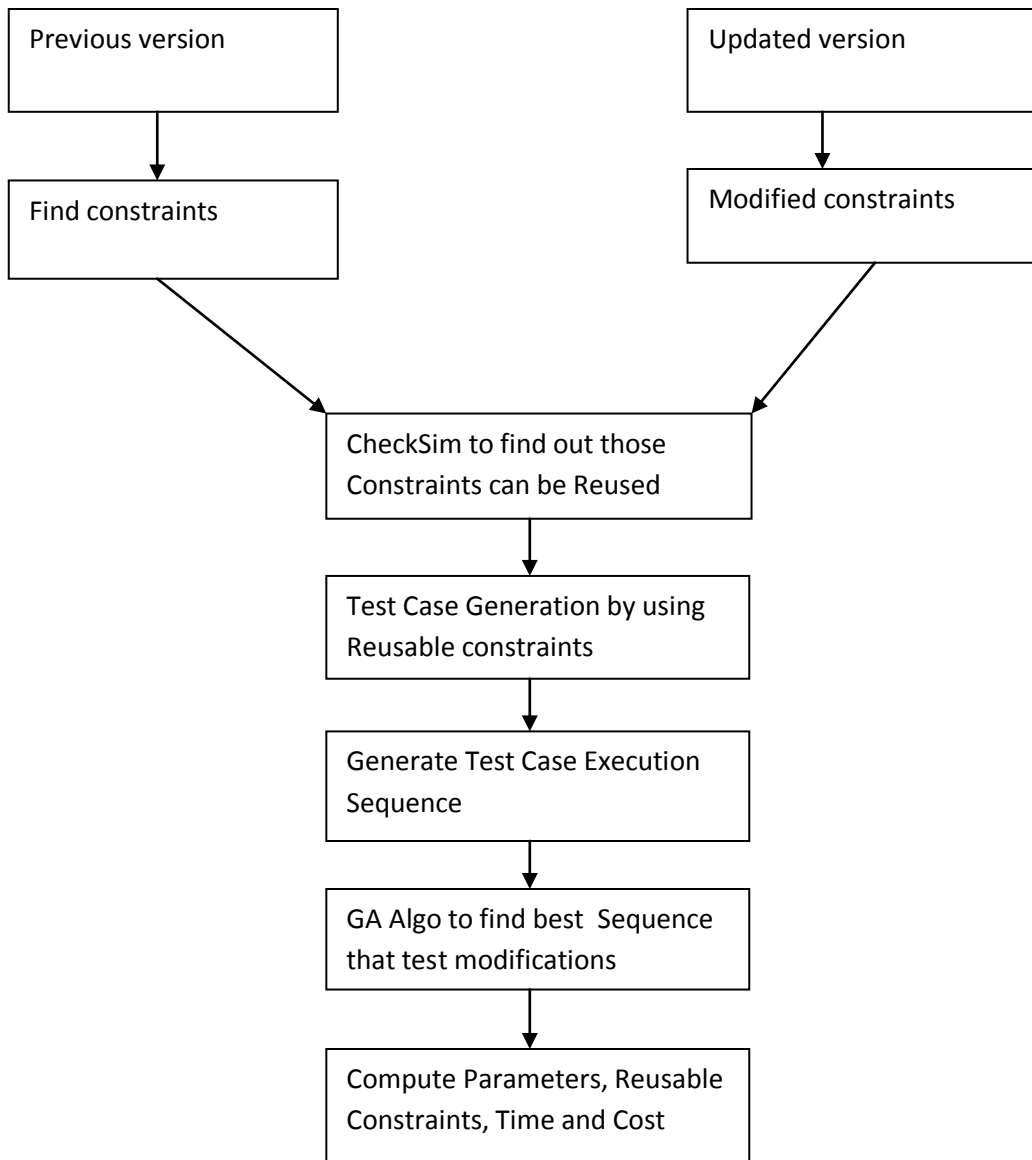 Previous version
Updated version
Find constraints
Modified constraints
CheckSim to find out those
Constraints can be Reused
Test Case Generation by using
Reusable constraints
Generate Test Case Execution
Sequence
GA Algo to find best  Sequence
that test modifications
Compute Parameters, Reusable
Constraints, Time and Cost